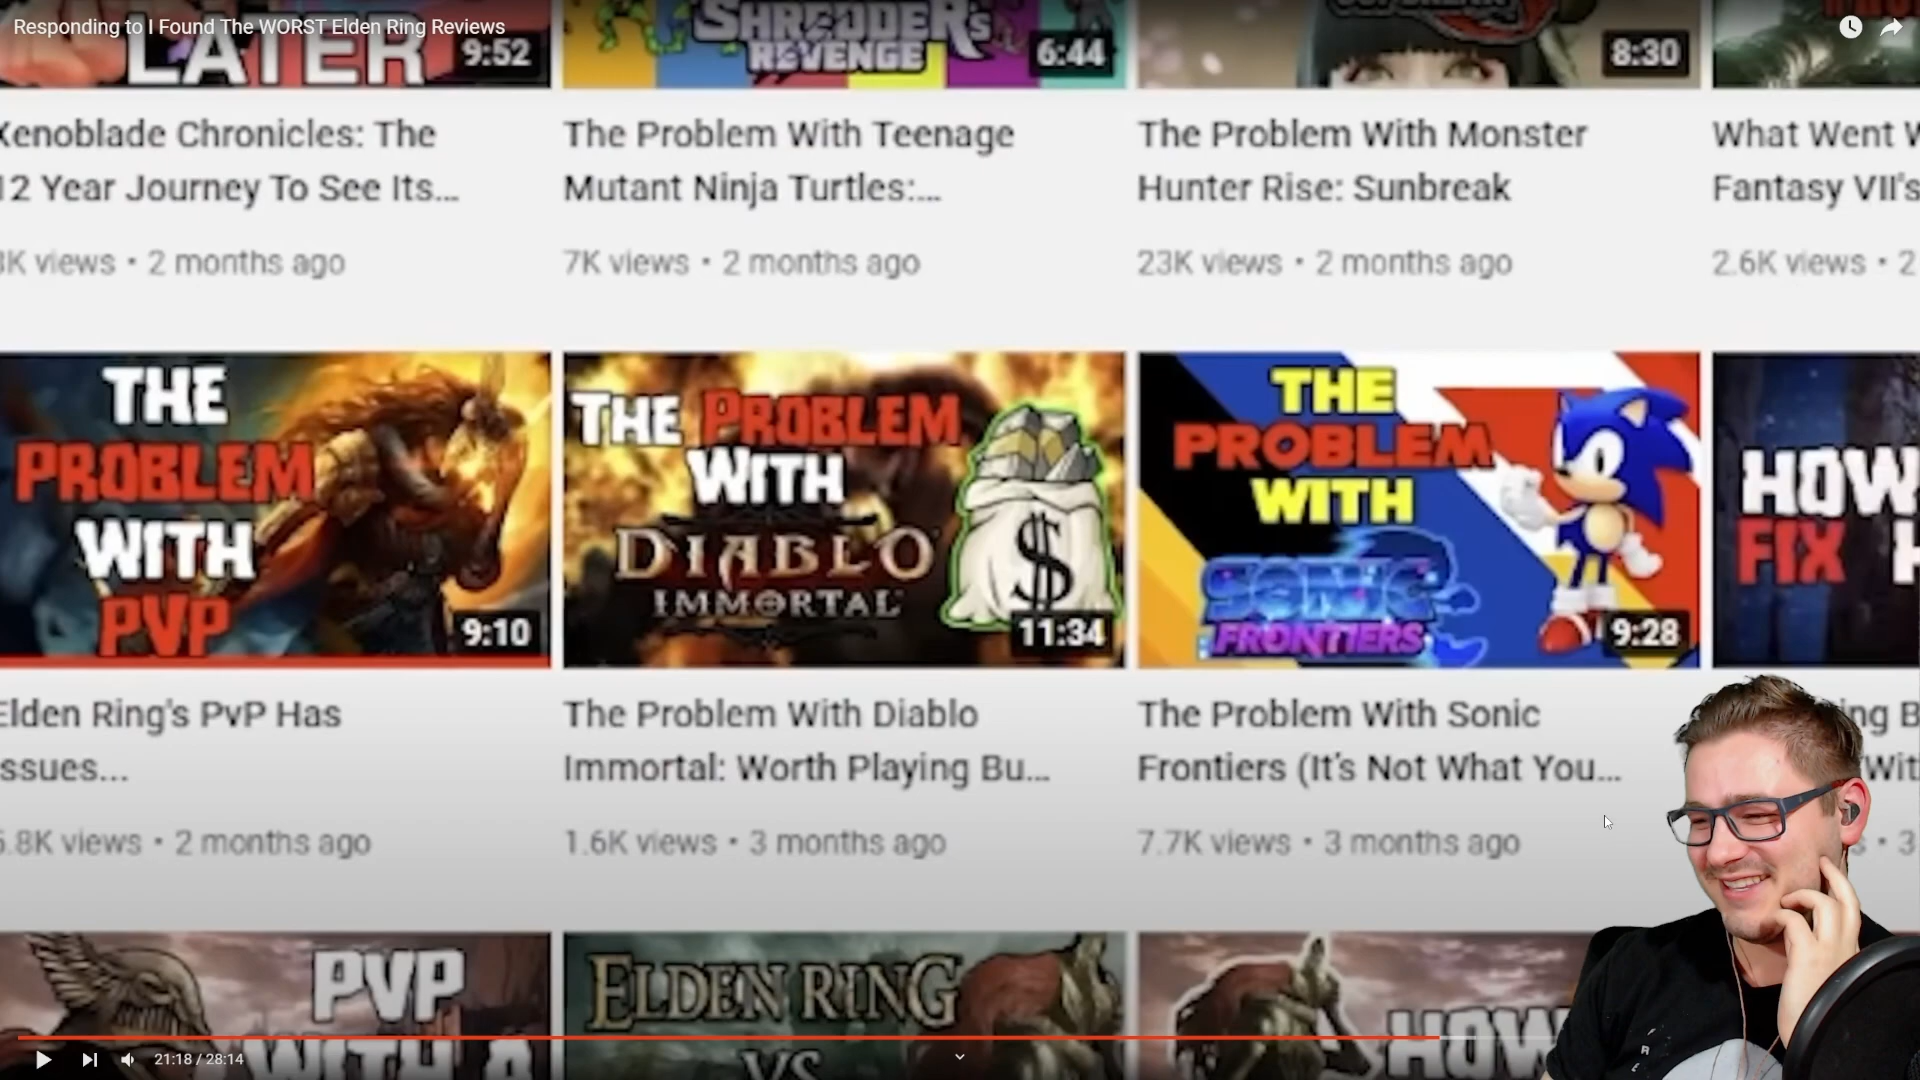 Responding to I Found The WORST Elden Ring Reviews
LATER
9:52
SHREDDER's
REVENGE
6:44
8:30
Xenoblade Chronicles: The
12 Year Journey To See Its...
3K views • 2 months ago
The Problem With Teenage
Mutant Ninja Turtles:...
7K views • 2 months ago
The Problem With Monster
Hunter Rise: Sunbreak
23K views • 2 months ago
What Went
Fantasy VII's
2.6K views • 2
THE
PROBLEM
WITH
PVP
9:10
THE PROBLEM
WITH
DIABLO
IMMORTAL
$
11:34
THE
PROBLEM
WITH
SONIC
FRONTIERS
9:28
HOW
FIX
Elden Ring's PvP Has
ssues...
5.8K views • 2 months ago
The Problem With Diablo
Immortal: Worth Playing Bu...
1.6K views • 3 months ago
The Problem With Sonic
Frontiers (It's Not What You...
7.7K views • 3 months ago
PVP
WITH A
ELDEN RING
VS
HOW
21:18 / 28:14